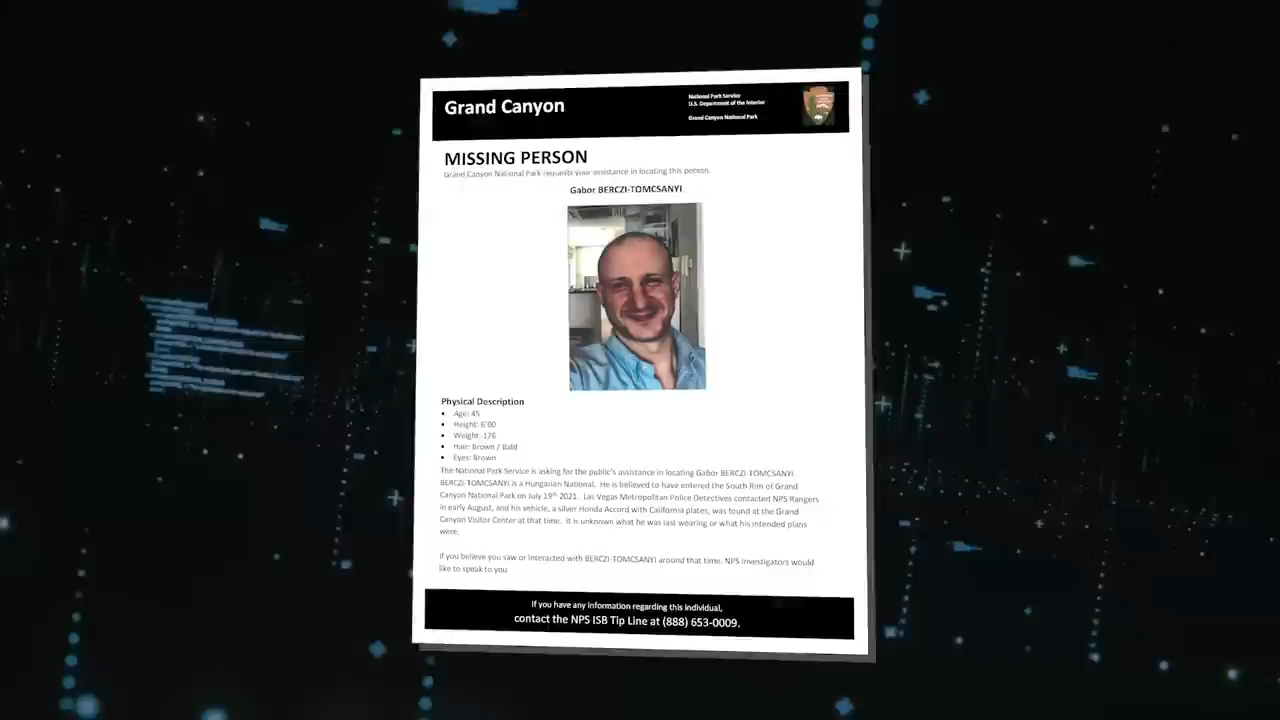 Grand Canyon
National Park Service
U.S. Department of the Interior
Grand Canyon National Park
MISSING PERSON
Grand Canyon National Park requests your assistance in locating this person.
Gabor BERCZI-TOMCSANYI
Physical Description
• Age: 45
• Height: 6'00
• Weight: 176
• Hair: Brown / Bald
• Eyes: Brown
The National Park Service is asking for the public's assistance in locating Gabor BERCZI-TOMCSANYI.
BERCZI-TOMCSANYI is a Hungarian National. He is believed to have entered the South Rim of Grand
Canyon National Park on July 19th 2021. Las Vegas Metropolitan Police Detectives contacted NPS Rangers
in early August, and his vehicle, a silver Honda Accord with California plates, was found at the Grand
Canyon Visitor Center at that time. It is unknown what he was last wearing or what his intended plans
were.
If you believe you saw or interacted with BERCZI-TOMCSANYI around that time, NPS Investigators would
like to speak to you
If you have any information regarding this individual,
contact the NPS ISB Tip Line at (888) 653-0009.